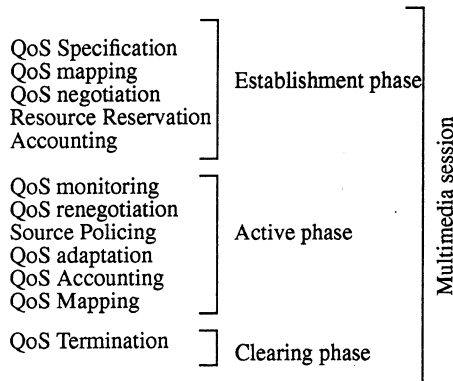 QoS Specification
QoS mapping
QoS negotiation
Resource Reservation
Accounting
Establishment phase
QoS monitoring
QoS renegotiation
Source Policing
QoS adaptation
QoS Accounting
QoS Mapping
Active phase
QoS Termination
Clearing phase
Multimedia session